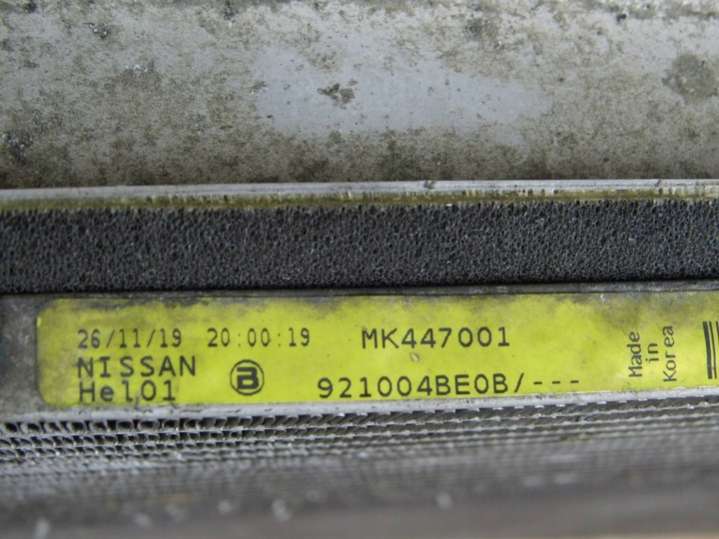 26/11/19 20:00:19 MK447001
NISSAN
Hel01 B 921004BE0B/---
Made
in
Korea